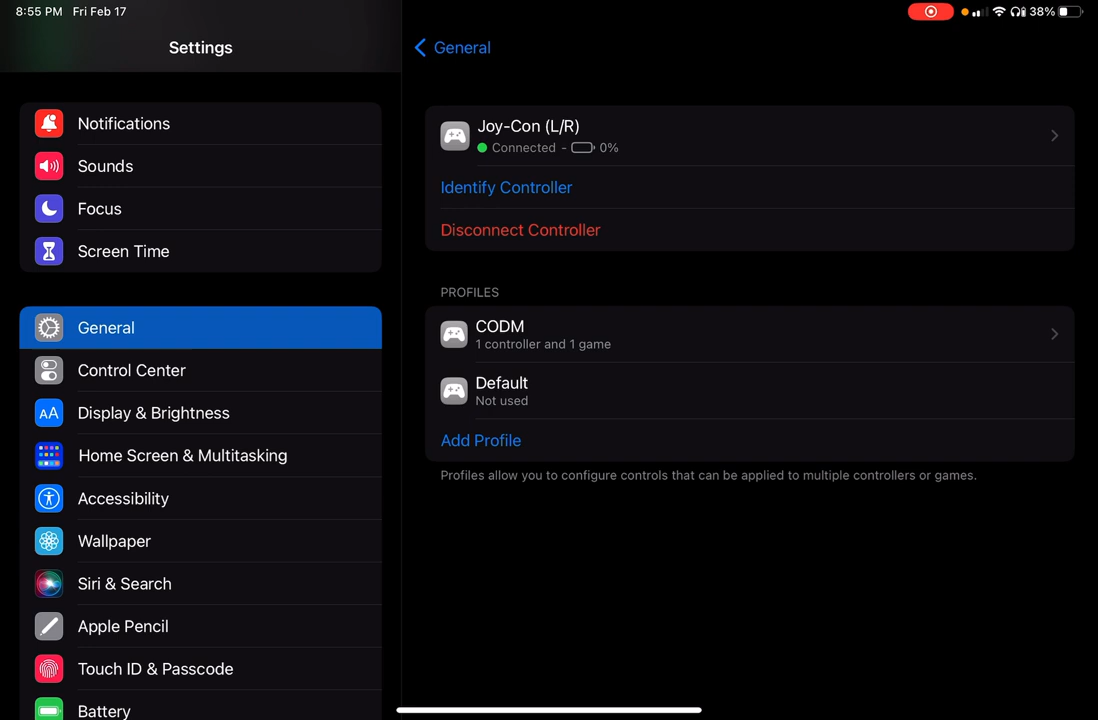 8:55 PM Fri Feb 17
38%
Settings
General
Notifications
Sounds
Focus
Screen Time
General
Control Center
AA Display & Brightness
Home Screen & Multitasking
Accessibility
Wallpaper
Siri & Search
Apple Pencil
Touch ID & Passcode
Battery
Joy-Con (L/R)
Connected - 0%
Identify Controller
Disconnect Controller
PROFILES
CODM
1 controller and 1 game
Default
Not used
Add Profile
Profiles allow you to configure controls that can be applied to multiple controllers or games.